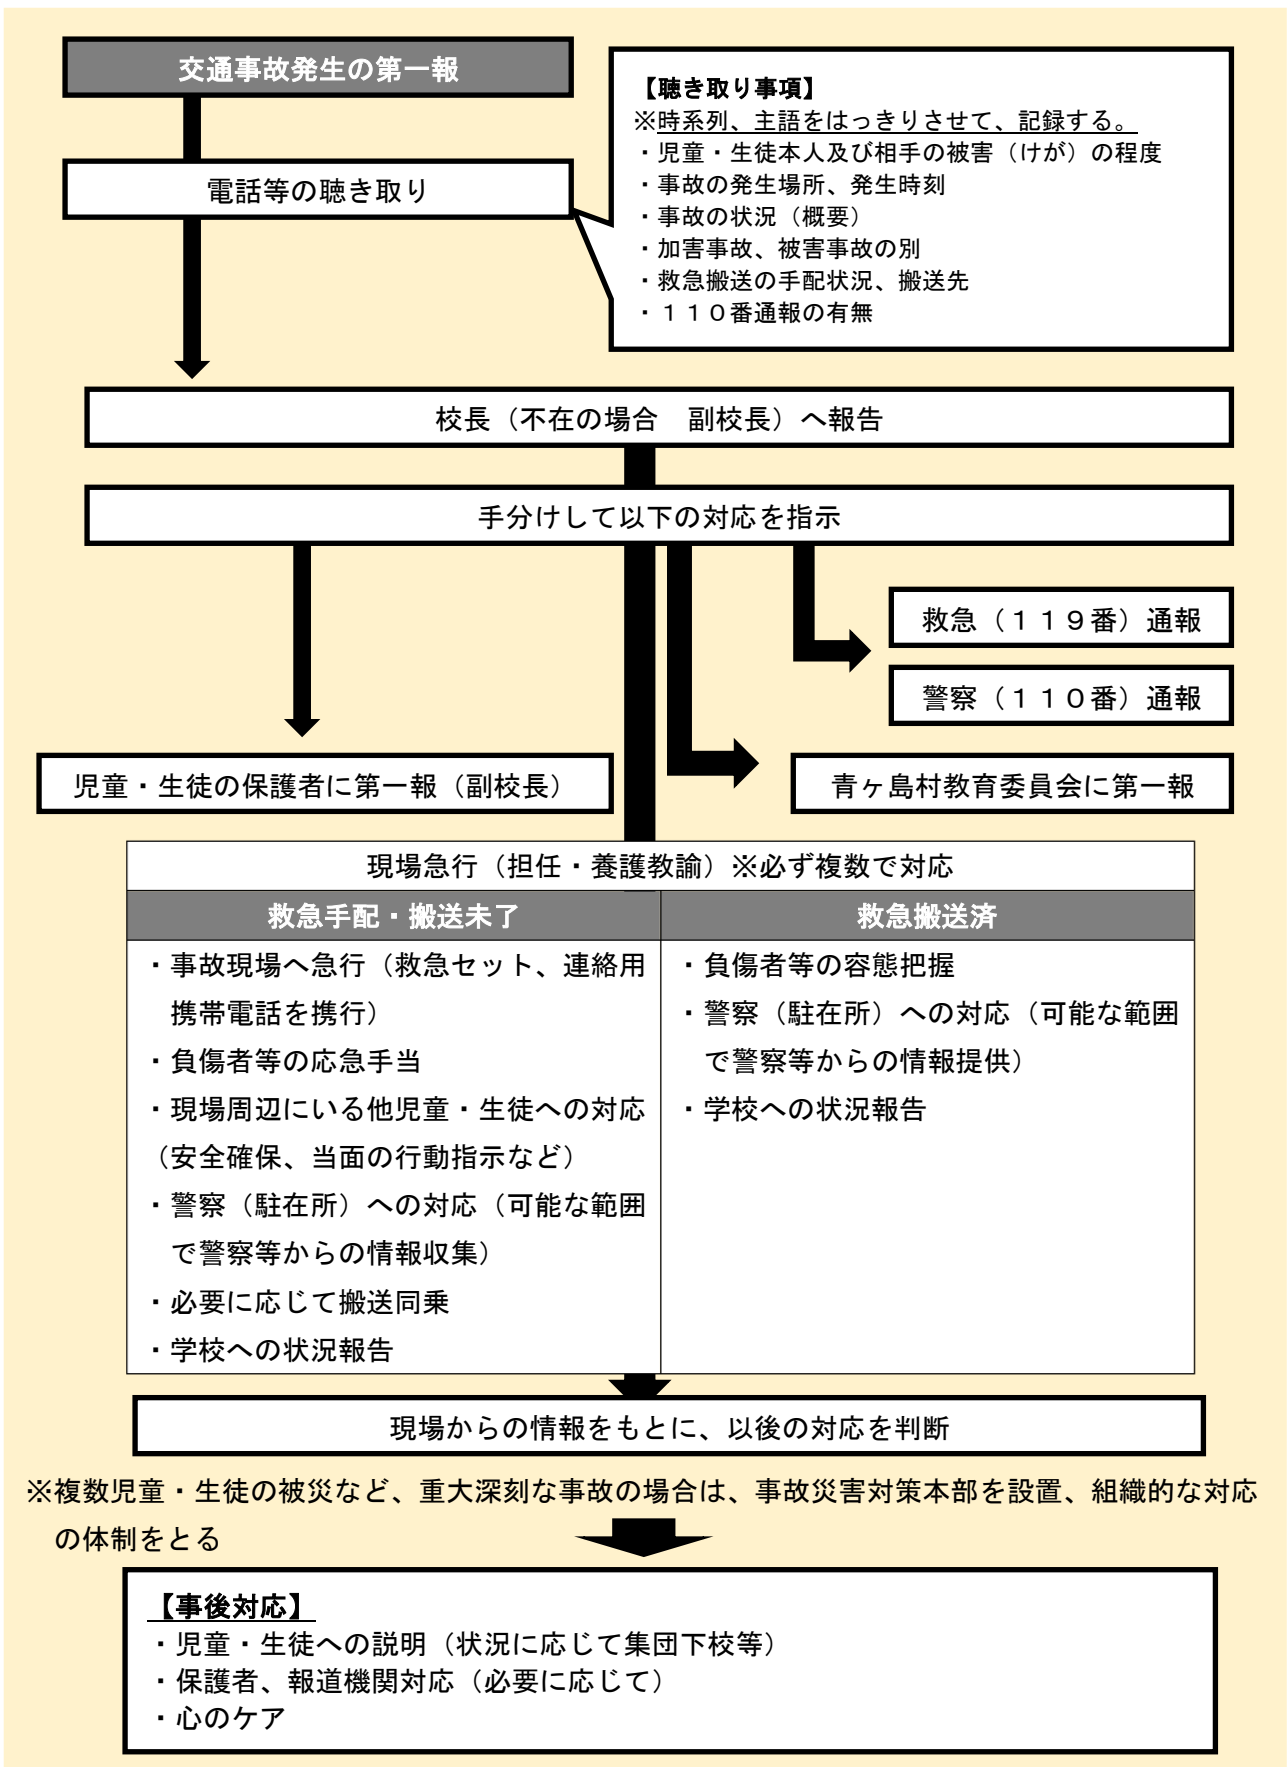 交通事故発生の第一報
電話等の聴き取り
【聴き取り事項】
※時系列、主語をはっきりさせて、記録する。
・児童・生徒本人及び相手の被害（けが）の程度
・事故の発生場所、発生時刻
・事故の状況（概要）
・加害事故、被害事故の別
・救急搬送の手配状況、搬送先
・１１０番通報の有無
校長（不在の場合　副校長）へ報告
手分けして以下の対応を指示
救急（１１９番）通報
警察（１１０番）通報
児童・生徒の保護者に第一報（副校長）
青ヶ島村教育委員会に第一報
現場急行（担任・養護教諭）※必ず複数で対応
救急手配・搬送未了
・事故現場へ急行（救急セット、連絡用
携帯電話を携行）
・負傷者等の応急手当
・現場周辺にいる他児童・生徒への対応
（安全確保、当面の行動指示など）
・警察（駐在所）への対応（可能な範囲
で警察等からの情報収集）
・必要に応じて搬送同乗
・学校への状況報告
救急搬送済
・負傷者等の容態把握
・警察（駐在所）への対応（可能な範囲
で警察等からの情報提供）
・学校への状況報告
現場からの情報をもとに、以後の対応を判断
※複数児童・生徒の被災など、重大深刻な事故の場合は、事故災害対策本部を設置、組織的な対応
の体制をとる
【事後対応】
・児童・生徒への説明（状況に応じて集団下校等）
・保護者、報道機関対応（必要に応じて）
・心のケア